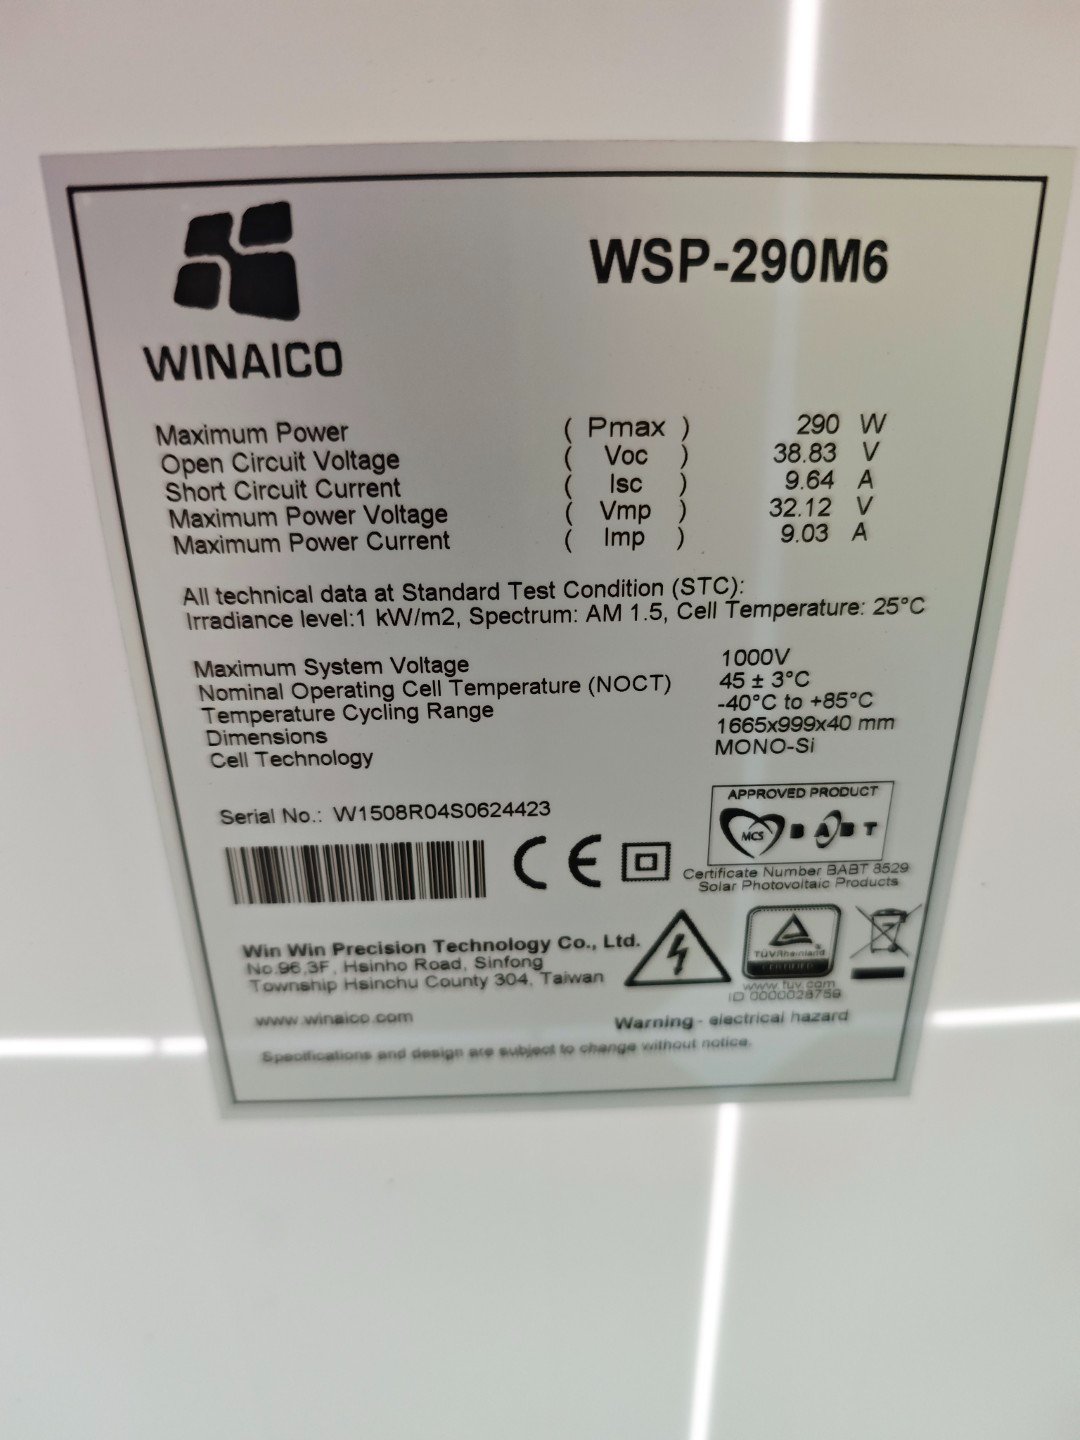 WINAICO
WSP-290M6
Maximum Power ( Pmax ) 290 W
Open Circuit Voltage ( Voc ) 38.83 V
Short Circuit Current ( Isc ) 9.64 A
Maximum Power Voltage ( Vmp ) 32.12 V
Maximum Power Current ( Imp ) 9.03 A
All technical data at Standard Test Condition (STC):
Irradiance level:1 kW/m2, Spectrum: AM 1.5, Cell Temperature: 25°C
Maximum System Voltage 1000V
Nominal Operating Cell Temperature (NOCT) 45 ± 3°C
Temperature Cycling Range -40°C to +85°C
Dimensions 1665x999x40 mm
Cell Technology MONO-Si
Serial No.: W1508R04S0624423
APPROVED PRODUCT
MCS BABT
CE
Certificate Number BABT 8529
Solar Photovoltaic Products
Win Win Precision Technology Co., Ltd.
No.96,3F, Hsinho Road, Sinfong
Township Hsinchu County 304, Taiwan
TÜVRheinland
CERTIFIED
www.tuv.com
ID 0000028759
www.winaico.com
Warning - electrical hazard
Specifications and design are subject to change without notice.